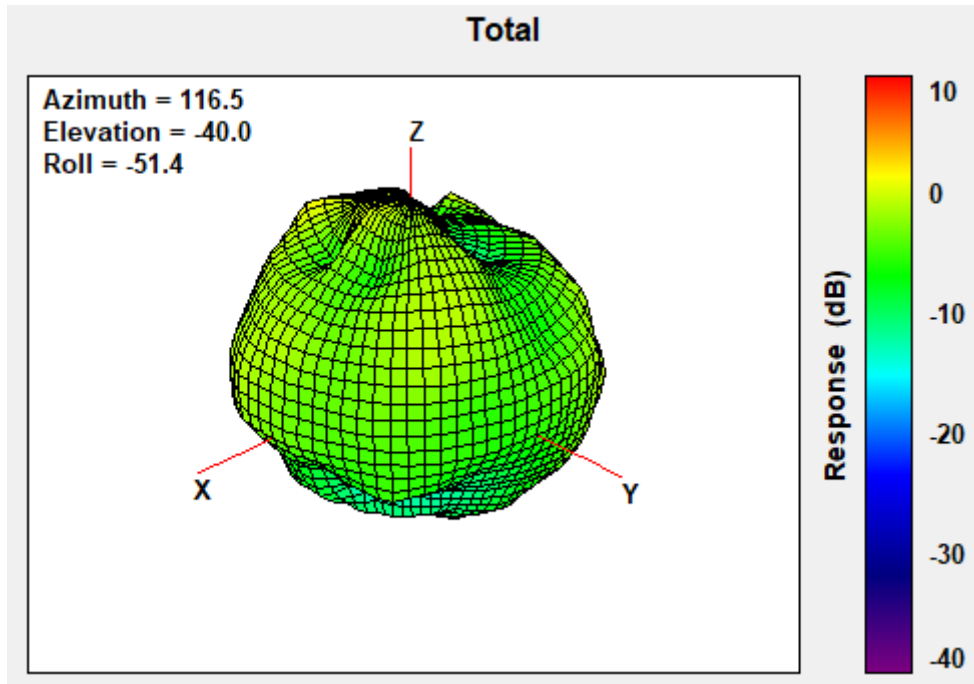 Total
Azimuth = 116.5
Elevation = -40.0
Roll = -51.4
Z
X
Y
10
0
-10
-20
-30
-40
Response (dB)